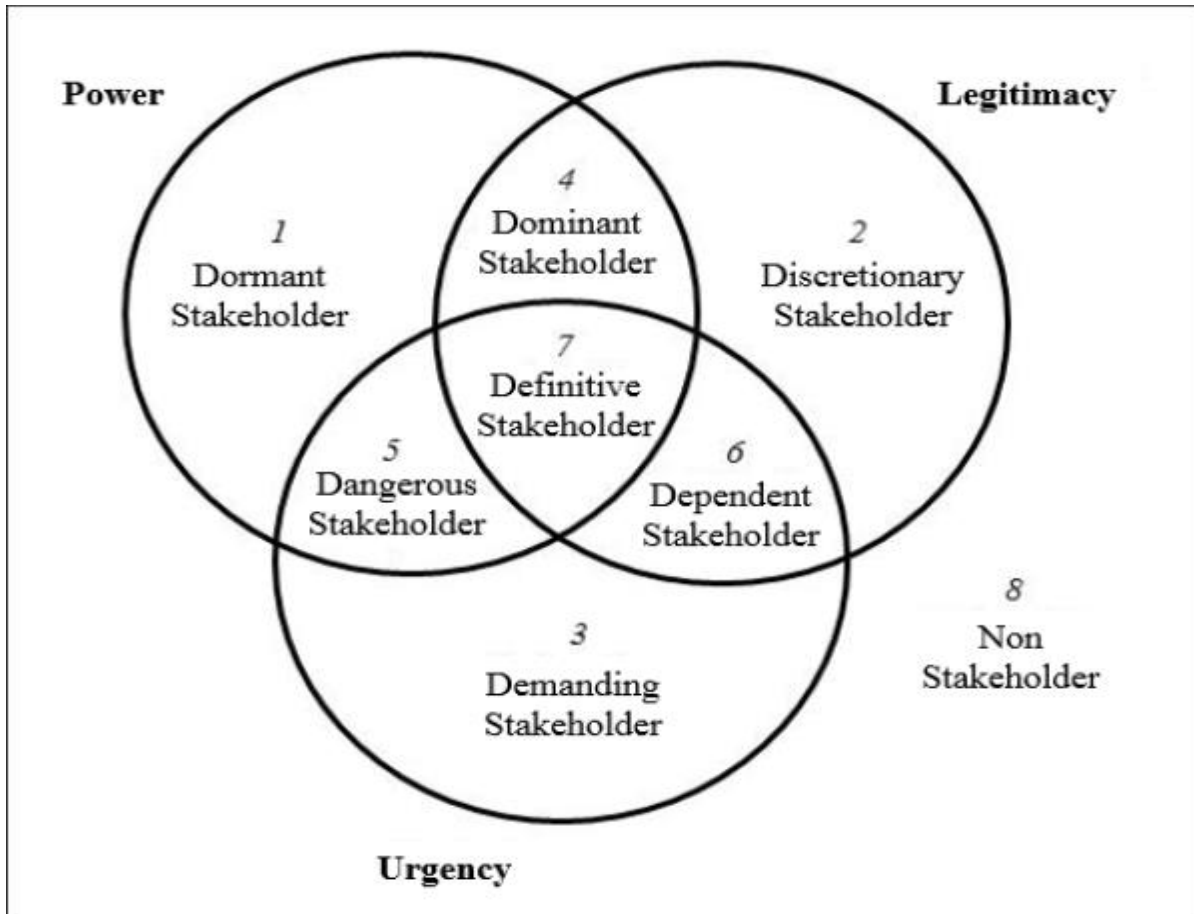 Power
Legitimacy
4
Dominant
Stakeholder
1
Dormant
Stakeholder
2
Discretionary
Stakeholder
7
Definitive
Stakeholder
5
Dangerous
Stakeholder
6
Dependent
Stakeholder
8
Non
Stakeholder
3
Demanding
Stakeholder
Urgency